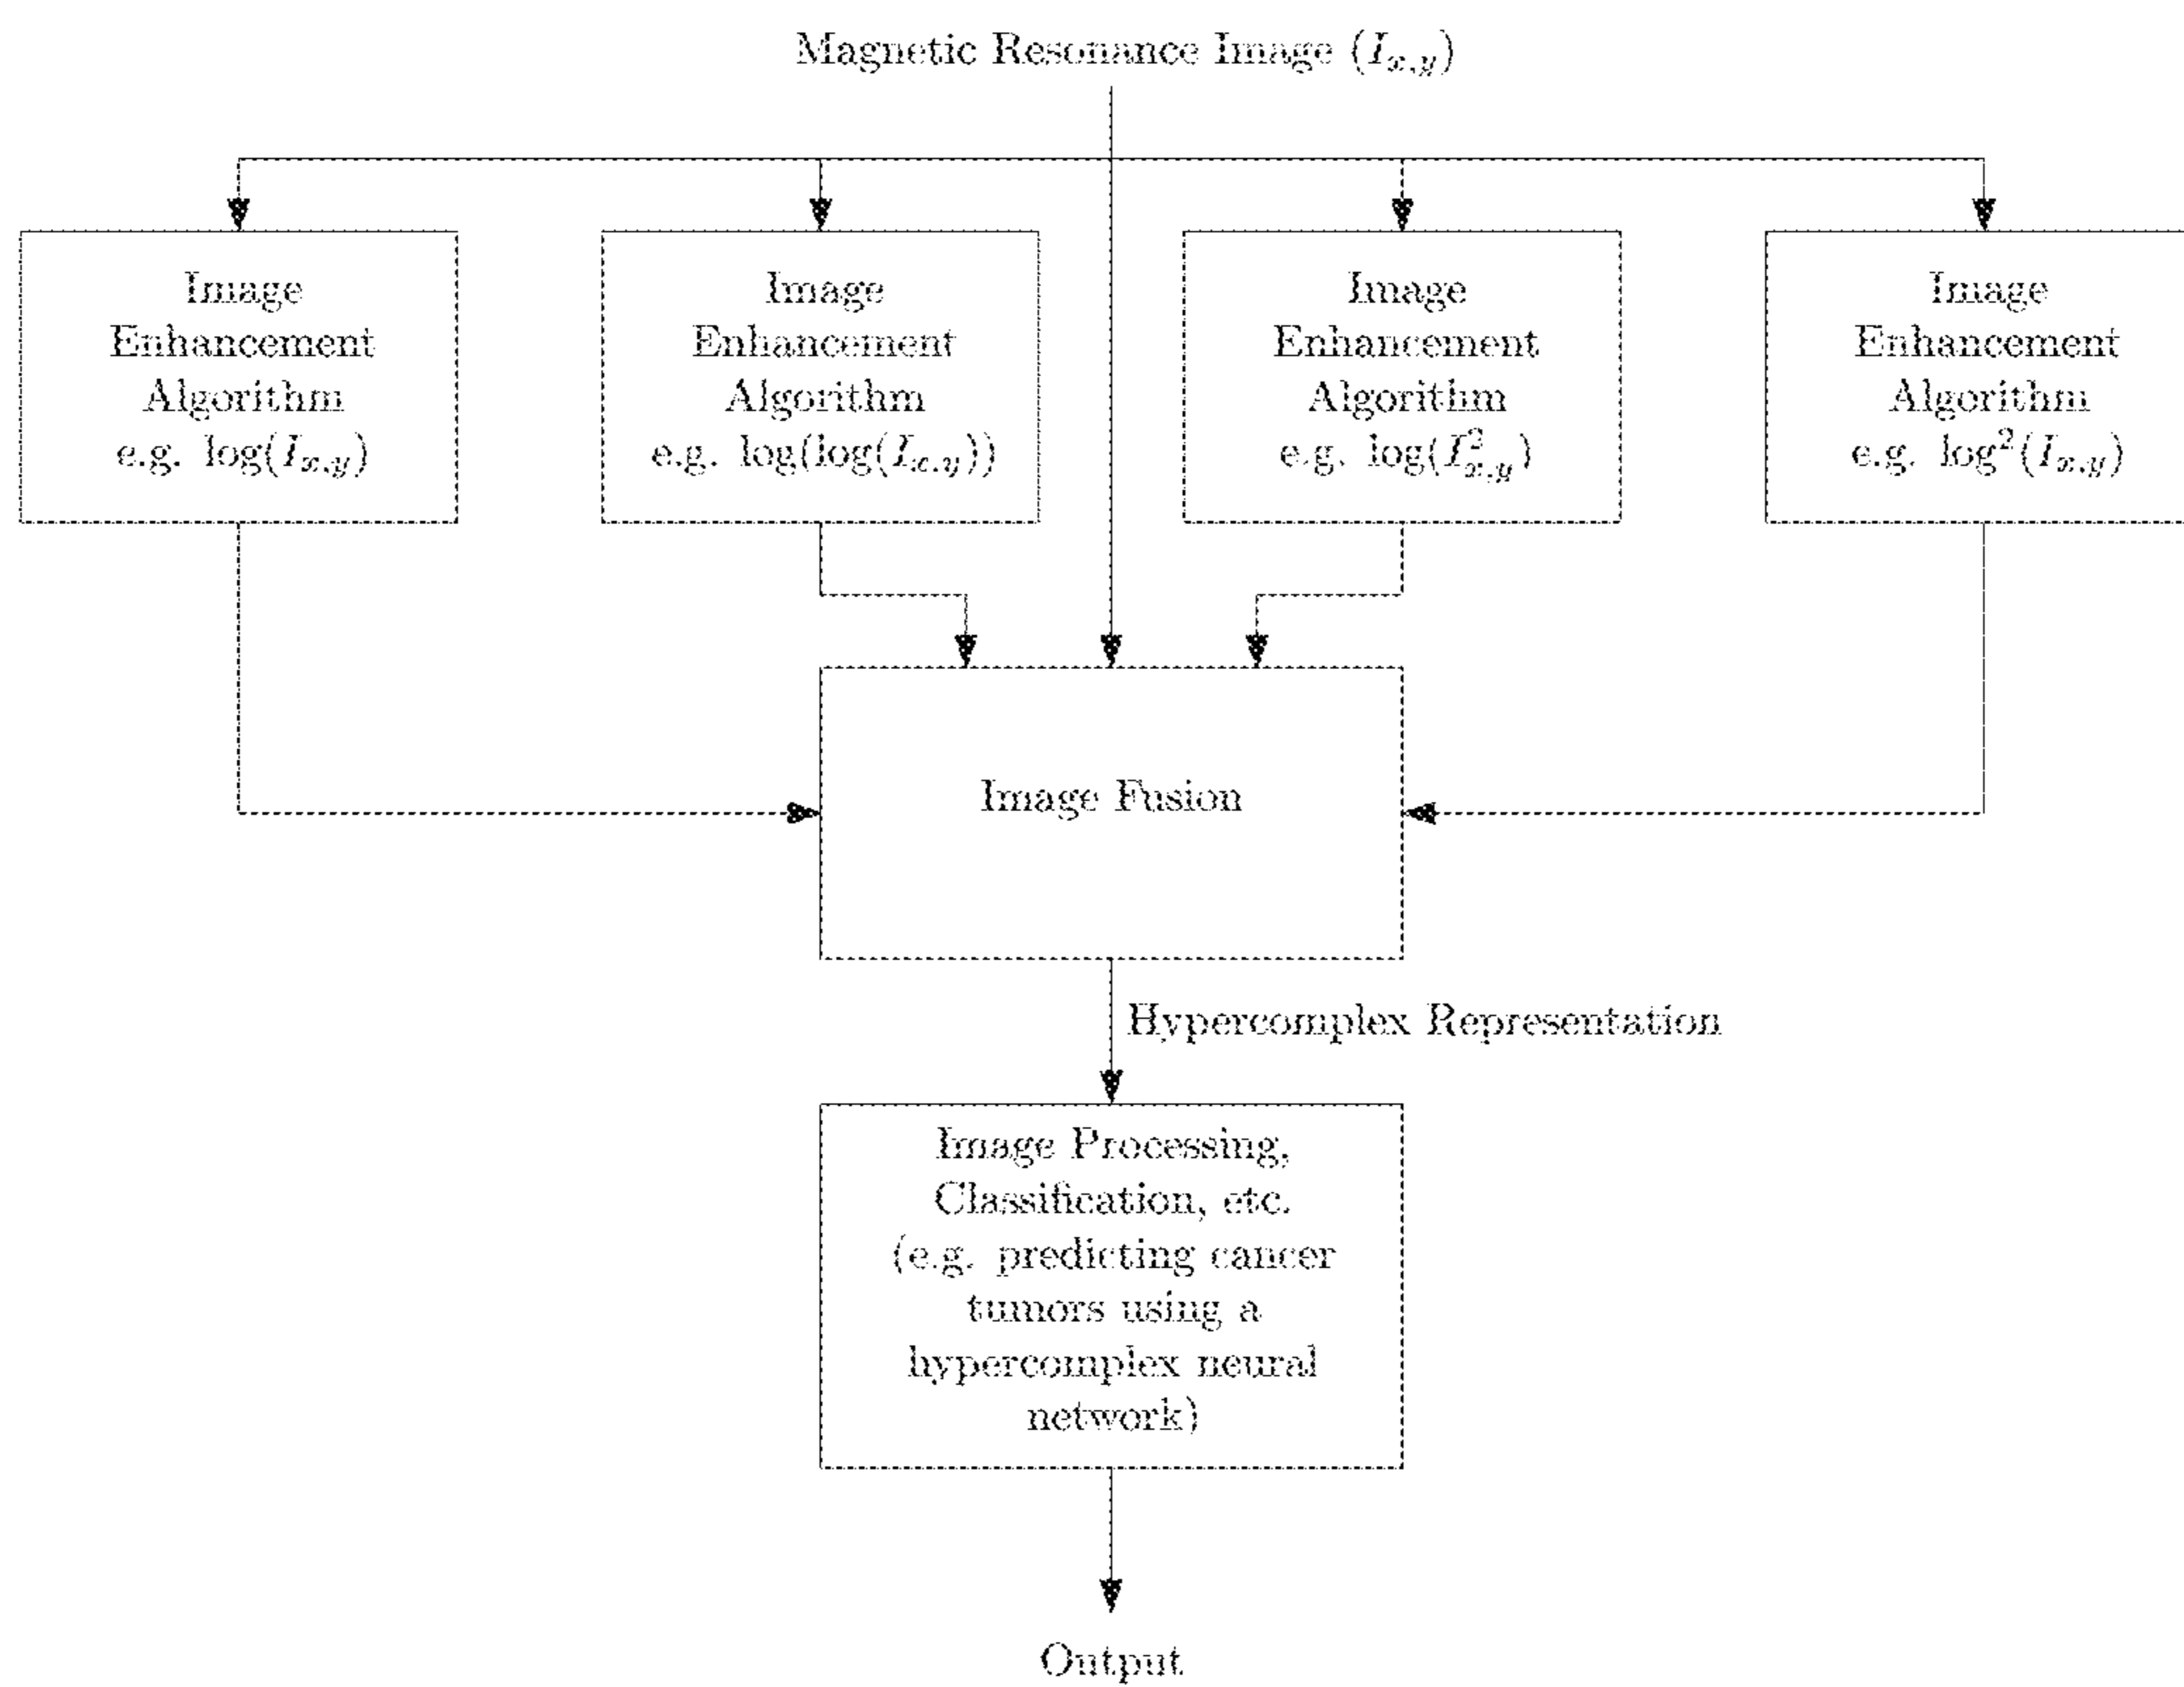 Magnetic Resonance Image (I_{x,y})
Image
Enhancement
Algorithm
e.g. log(I_{x,y})
Image
Enhancement
Algorithm
e.g. log(log(I_{x,y}))
Image
Enhancement
Algorithm
e.g. log(I^2_{x,y})
Image
Enhancement
Algorithm
e.g. log^2(I_{x,y})
Image Fusion
Hypercomplex Representation
Image Processing,
Classification, etc.
(e.g. predicting cancer
tumors using a
hypercomplex neural
network)
Output